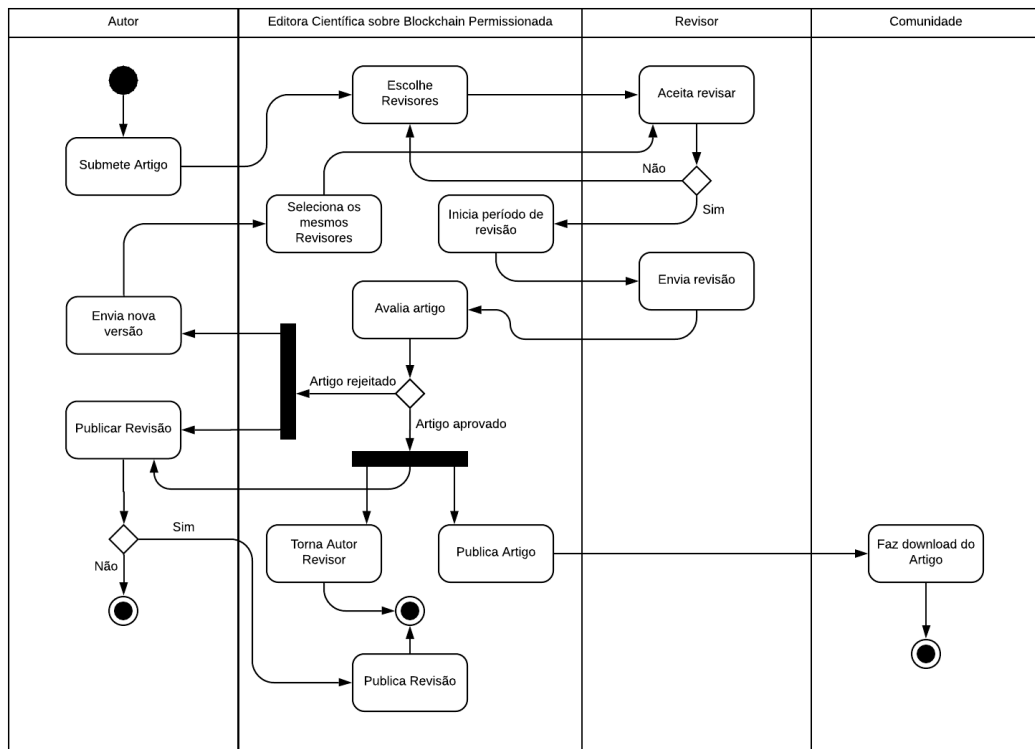 Autor
Editora Científica sobre Blockchain Permissionada
Revisor
Comunidade
Escolhe
Revisores
Aceita revisar
Submete Artigo
Não
Sim
Seleciona os
mesmos
Revisores
Inicia período de
revisão
Envia revisão
Envia nova
versão
Avalia artigo
Artigo rejeitado
Artigo aprovado
Publicar Revisão
Sim
Não
Torna Autor
Revisor
Publica Artigo
Faz download do
Artigo
Publica Revisão